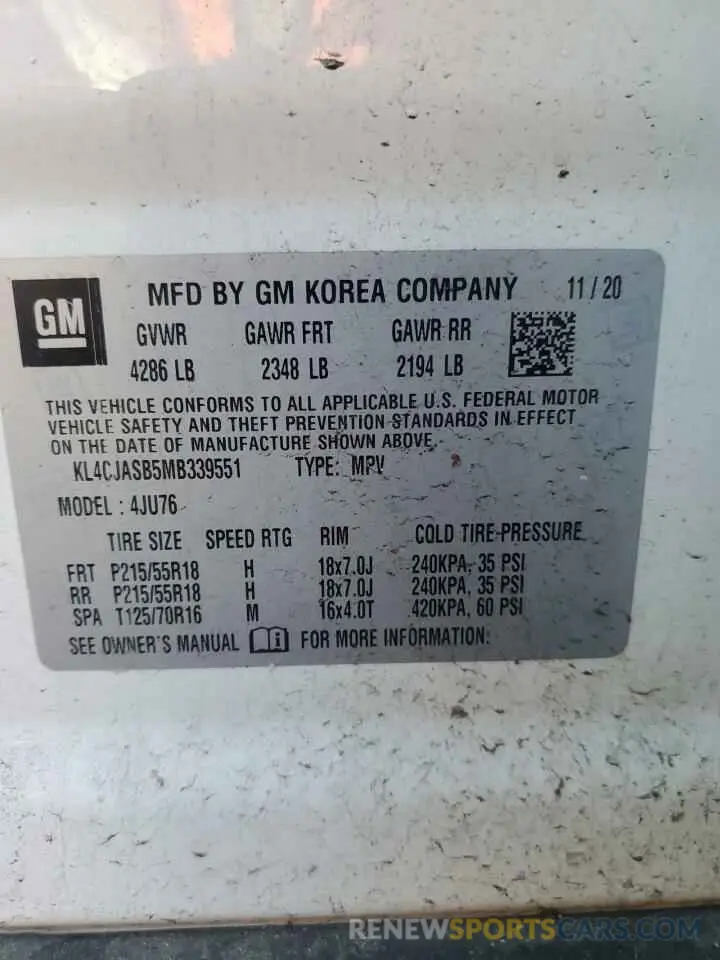 GM
MFD BY GM KOREA COMPANY 11/20
GVWR GAWR FRT GAWR RR
4286 LB 2348 LB 2194 LB
THIS VEHICLE CONFORMS TO ALL APPLICABLE U.S. FEDERAL MOTOR
VEHICLE SAFETY AND THEFT PREVENTION STANDARDS IN EFFECT
ON THE DATE OF MANUFACTURE SHOWN ABOVE.
KL4CJASB5MB339551 TYPE: MPV
MODEL : 4JU76
TIRE SIZE SPEED RTG RIM COLD TIRE PRESSURE
FRT P215/55R18 H 18x7.0J 240KPA, 35 PSI
RR P215/55R18 H 18x7.0J 240KPA, 35 PSI
SPA T125/70R16 M 16x4.0T 420KPA, 60 PSI
SEE OWNER'S MANUAL FOR MORE INFORMATION.
RENEWSPORTSCARS.COM